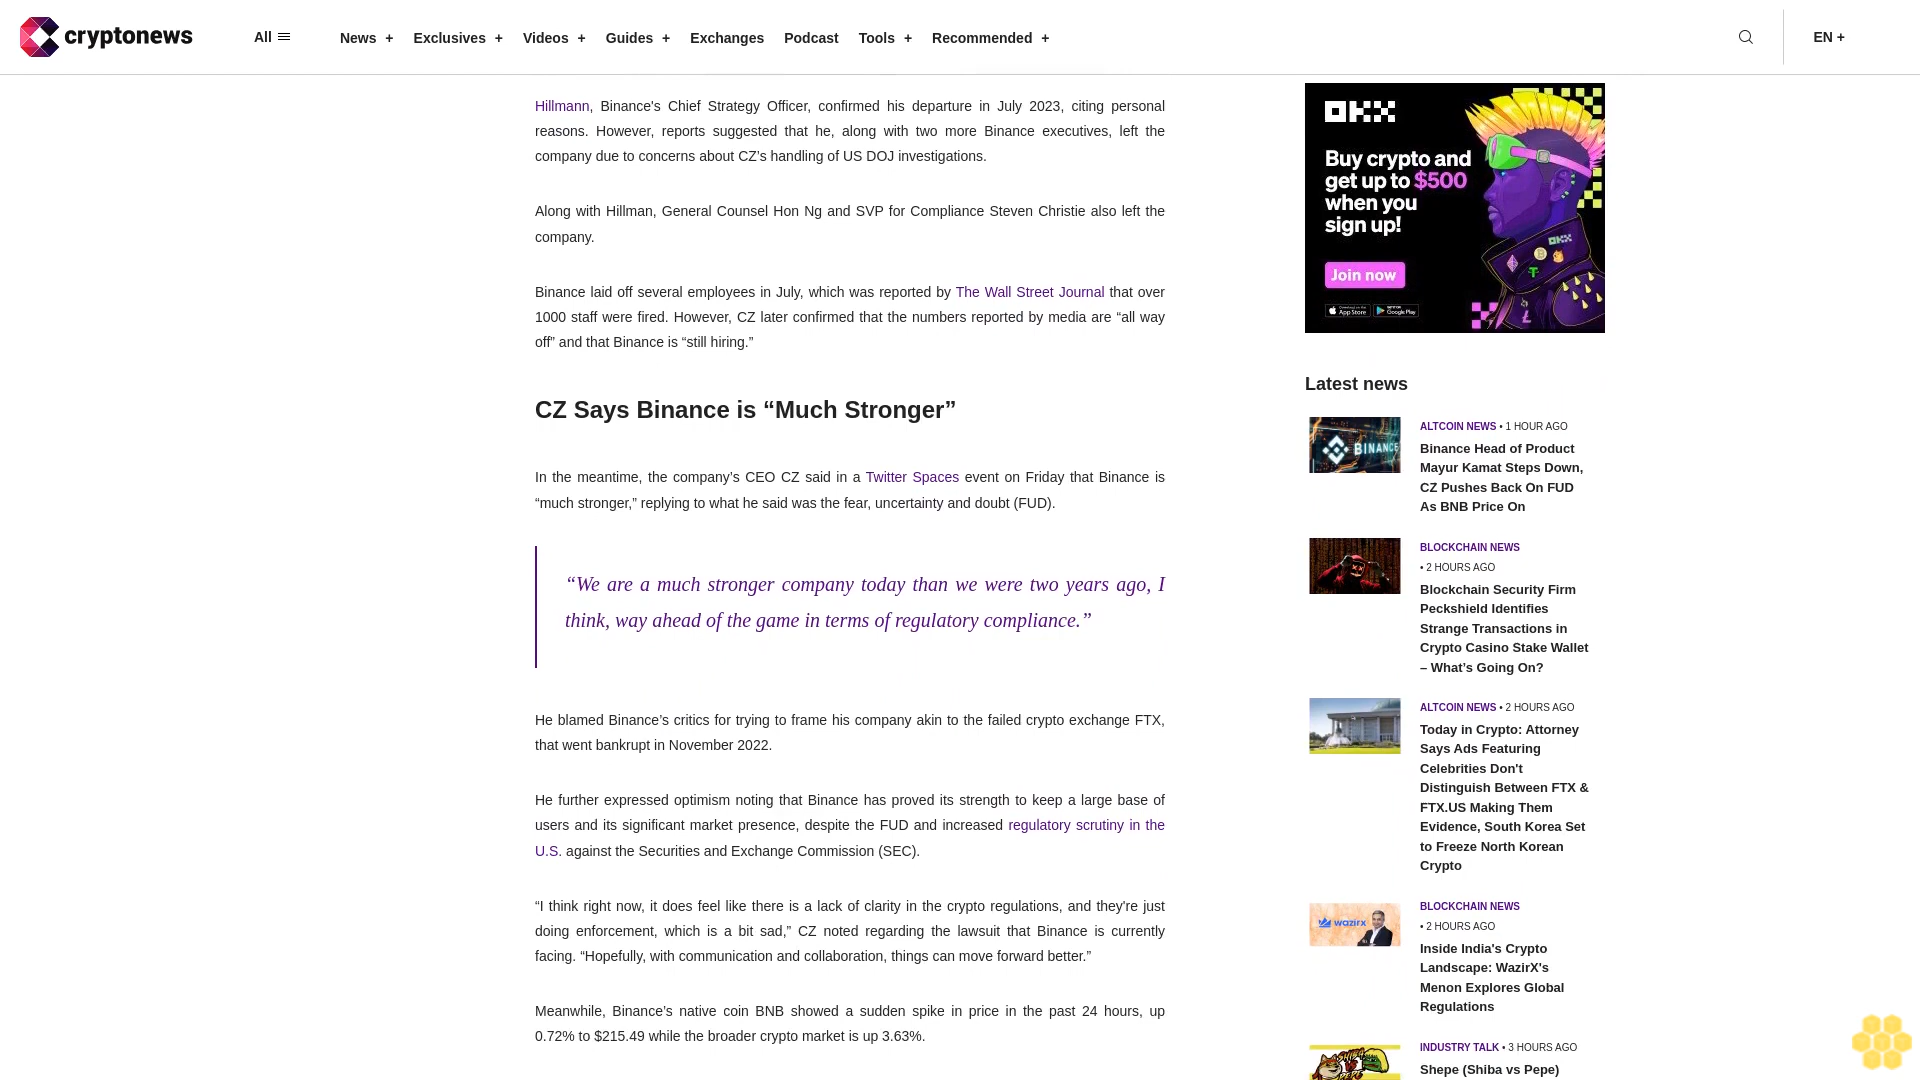 cryptonews
All
News +
Exclusives +
Videos +
Guides +
Exchanges
Podcast
Tools +
Recommended +
EN +
Hillmann, Binance's Chief Strategy Officer, confirmed his departure in July 2023, citing personal
reasons. However, reports suggested that he, along with two more Binance executives, left the
company due to concerns about CZ’s handling of US DOJ investigations.
Along with Hillman, General Counsel Hon Ng and SVP for Compliance Steven Christie also left the
company.
Binance laid off several employees in July, which was reported by The Wall Street Journal that over
1000 staff were fired. However, CZ later confirmed that the numbers reported by media are “all way
off” and that Binance is “still hiring.”
CZ Says Binance is “Much Stronger”
In the meantime, the company’s CEO CZ said in a Twitter Spaces event on Friday that Binance is
“much stronger,” replying to what he said was the fear, uncertainty and doubt (FUD).
“We are a much stronger company today than we were two years ago, I
think, way ahead of the game in terms of regulatory compliance.”
He blamed Binance’s critics for trying to frame his company akin to the failed crypto exchange FTX,
that went bankrupt in November 2022.
He further expressed optimism noting that Binance has proved its strength to keep a large base of
users and its significant market presence, despite the FUD and increased regulatory scrutiny in the
U.S. against the Securities and Exchange Commission (SEC).
“I think right now, it does feel like there is a lack of clarity in the crypto regulations, and they're just
doing enforcement, which is a bit sad,” CZ noted regarding the lawsuit that Binance is currently
facing. “Hopefully, with communication and collaboration, things can move forward better.”
Meanwhile, Binance’s native coin BNB showed a sudden spike in price in the past 24 hours, up
0.72% to $215.49 while the broader crypto market is up 3.63%.
OKX
Buy crypto and
get up to $500
when you
sign up!
Join now
App Store
Google Play
OKX
Latest news
BINANCE
ALTCOIN NEWS • 1 HOUR AGO
Binance Head of Product
Mayur Kamat Steps Down,
CZ Pushes Back On FUD
As BNB Price On
BLOCKCHAIN NEWS
• 2 HOURS AGO
Blockchain Security Firm
Peckshield Identifies
Strange Transactions in
Crypto Casino Stake Wallet
– What’s Going On?
ALTCOIN NEWS • 2 HOURS AGO
Today in Crypto: Attorney
Says Ads Featuring
Celebrities Don't
Distinguish Between FTX &
FTX.US Making Them
Evidence, South Korea Set
to Freeze North Korean
Crypto
wazirx
BLOCKCHAIN NEWS
• 2 HOURS AGO
Inside India's Crypto
Landscape: WazirX's
Menon Explores Global
Regulations
SHIBA
VS
PEPE
INDUSTRY TALK • 3 HOURS AGO
Shepe (Shiba vs Pepe)